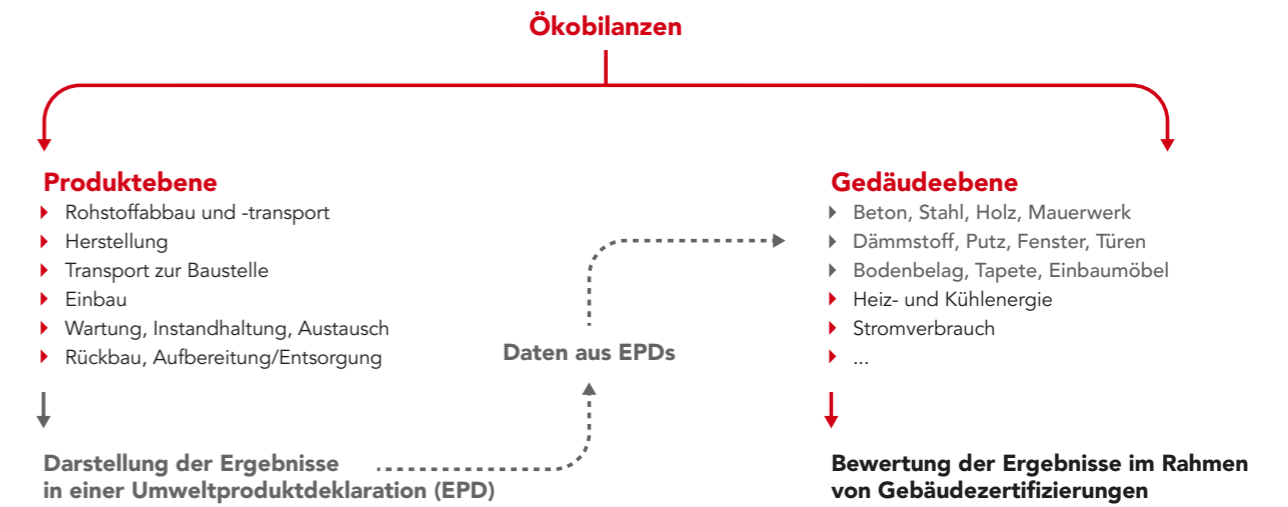 Ökobilanzen
Produktebene
Rohstoffabbau und -transport
Herstellung
Transport zur Baustelle
Einbau
Wartung, Instandhaltung, Austausch
Rückbau, Aufbereitung/Entsorgung
Darstellung der Ergebnisse
in einer Umweltproduktdeklaration (EPD)
Daten aus EPDs
Gedäudeebene
Beton, Stahl, Holz, Mauerwerk
Dämmstoff, Putz, Fenster, Türen
Bodenbelag, Tapete, Einbaumöbel
Heiz- und Kühlenergie
Stromverbrauch
...
Bewertung der Ergebnisse im Rahmen
von Gebäudezertifizierungen